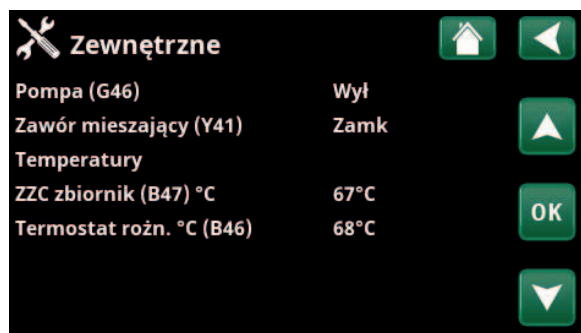 Zewnętrzne
Pompa (G46) Wył
Zawór mieszający (Y41) Zamk
Temperatury
ZZC zbiornik (B47) °C 67°C
Termostat rożn. °C (B46) 68°C
OK